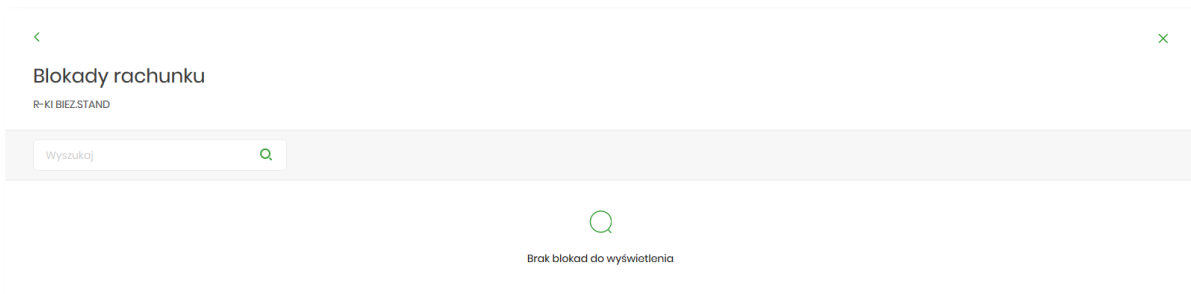 Blokady rachunku
R-KI BIEZ.STAND
Wyszukaj
Brak blokad do wyświetlenia